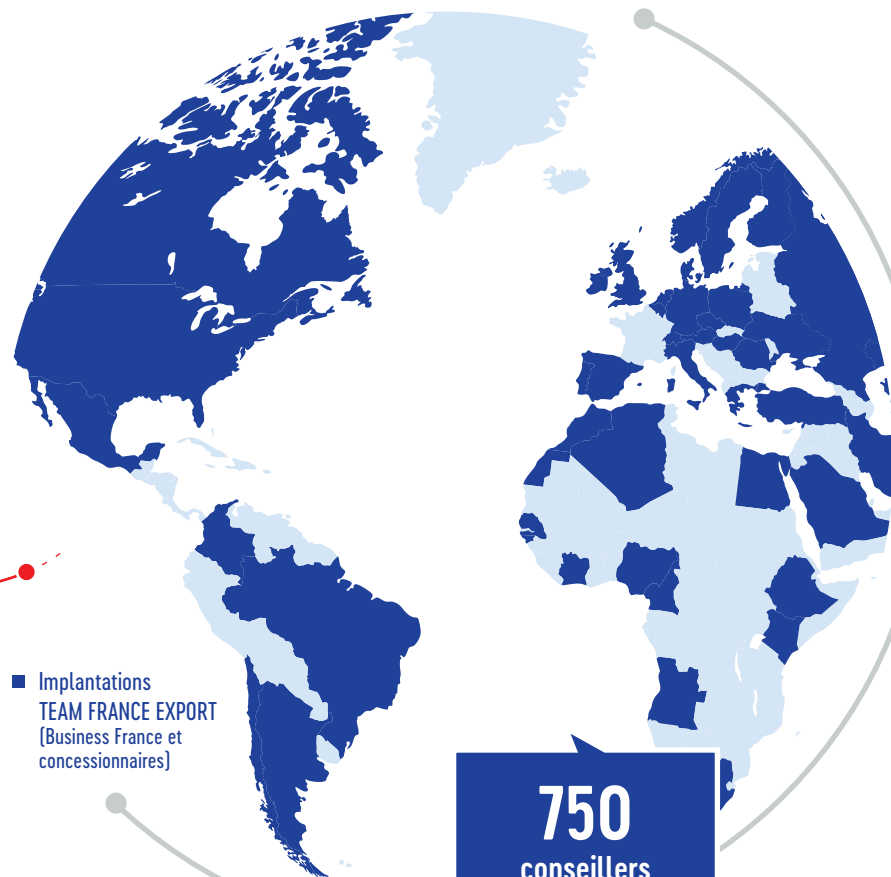 Implantations
TEAM FRANCE EXPORT
(Business France et
concessionnaires)
750
conseillers